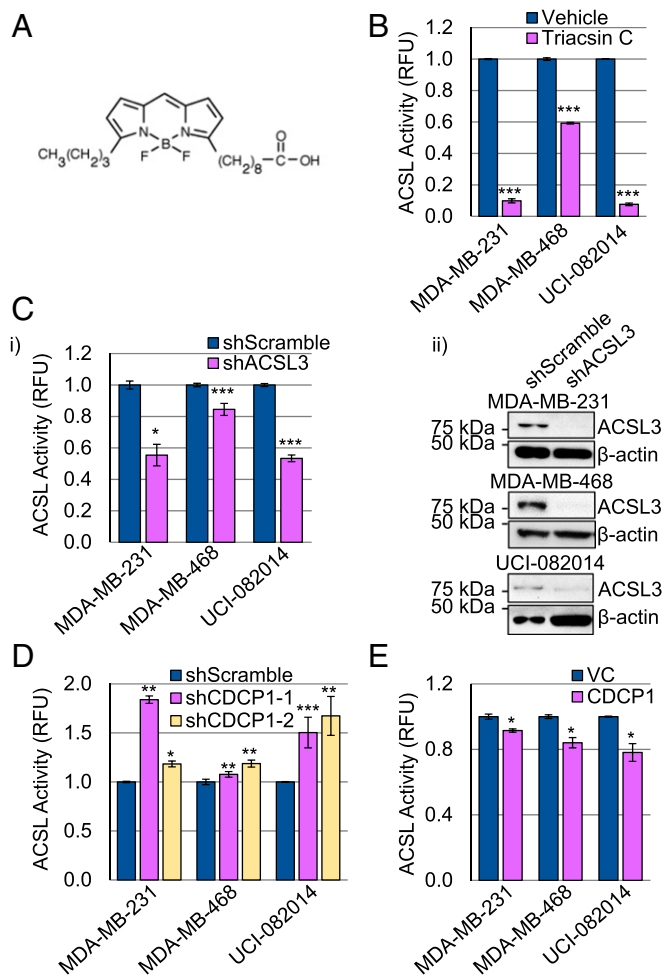 A
CH3(CH2)3
N
B
N
F
F
(CH2)8
C
O
OH
B
Vehicle
Triacsin C
ACSL Activity (RFU)
1.2
1.0
0.8
0.6
0.4
0.2
0.0
***
***
***
MDA-MB-231
MDA-MB-468
UCI-082014
C
i)
shScramble
shACSL3
ACSL Activity (RFU)
1.2
1.0
0.8
0.6
0.4
0.2
0.0
*
***
***
MDA-MB-231
MDA-MB-468
UCI-082014
ii)
shScramble
shACSL3
MDA-MB-231
75 kDa
50 kDa
ACSL3
β-actin
MDA-MB-468
75 kDa
50 kDa
ACSL3
β-actin
UCI-082014
75 kDa
50 kDa
ACSL3
β-actin
D
shScramble
shCDCP1-1
shCDCP1-2
ACSL Activity (RFU)
2.0
1.5
1.0
0.5
0.0
**
*
**
**
***
**
MDA-MB-231
MDA-MB-468
UCI-082014
E
VC
CDCP1
ACSL Activity (RFU)
1.2
0.8
0.4
0.0
*
*
*
MDA-MB-231
MDA-MB-468
UCI-082014